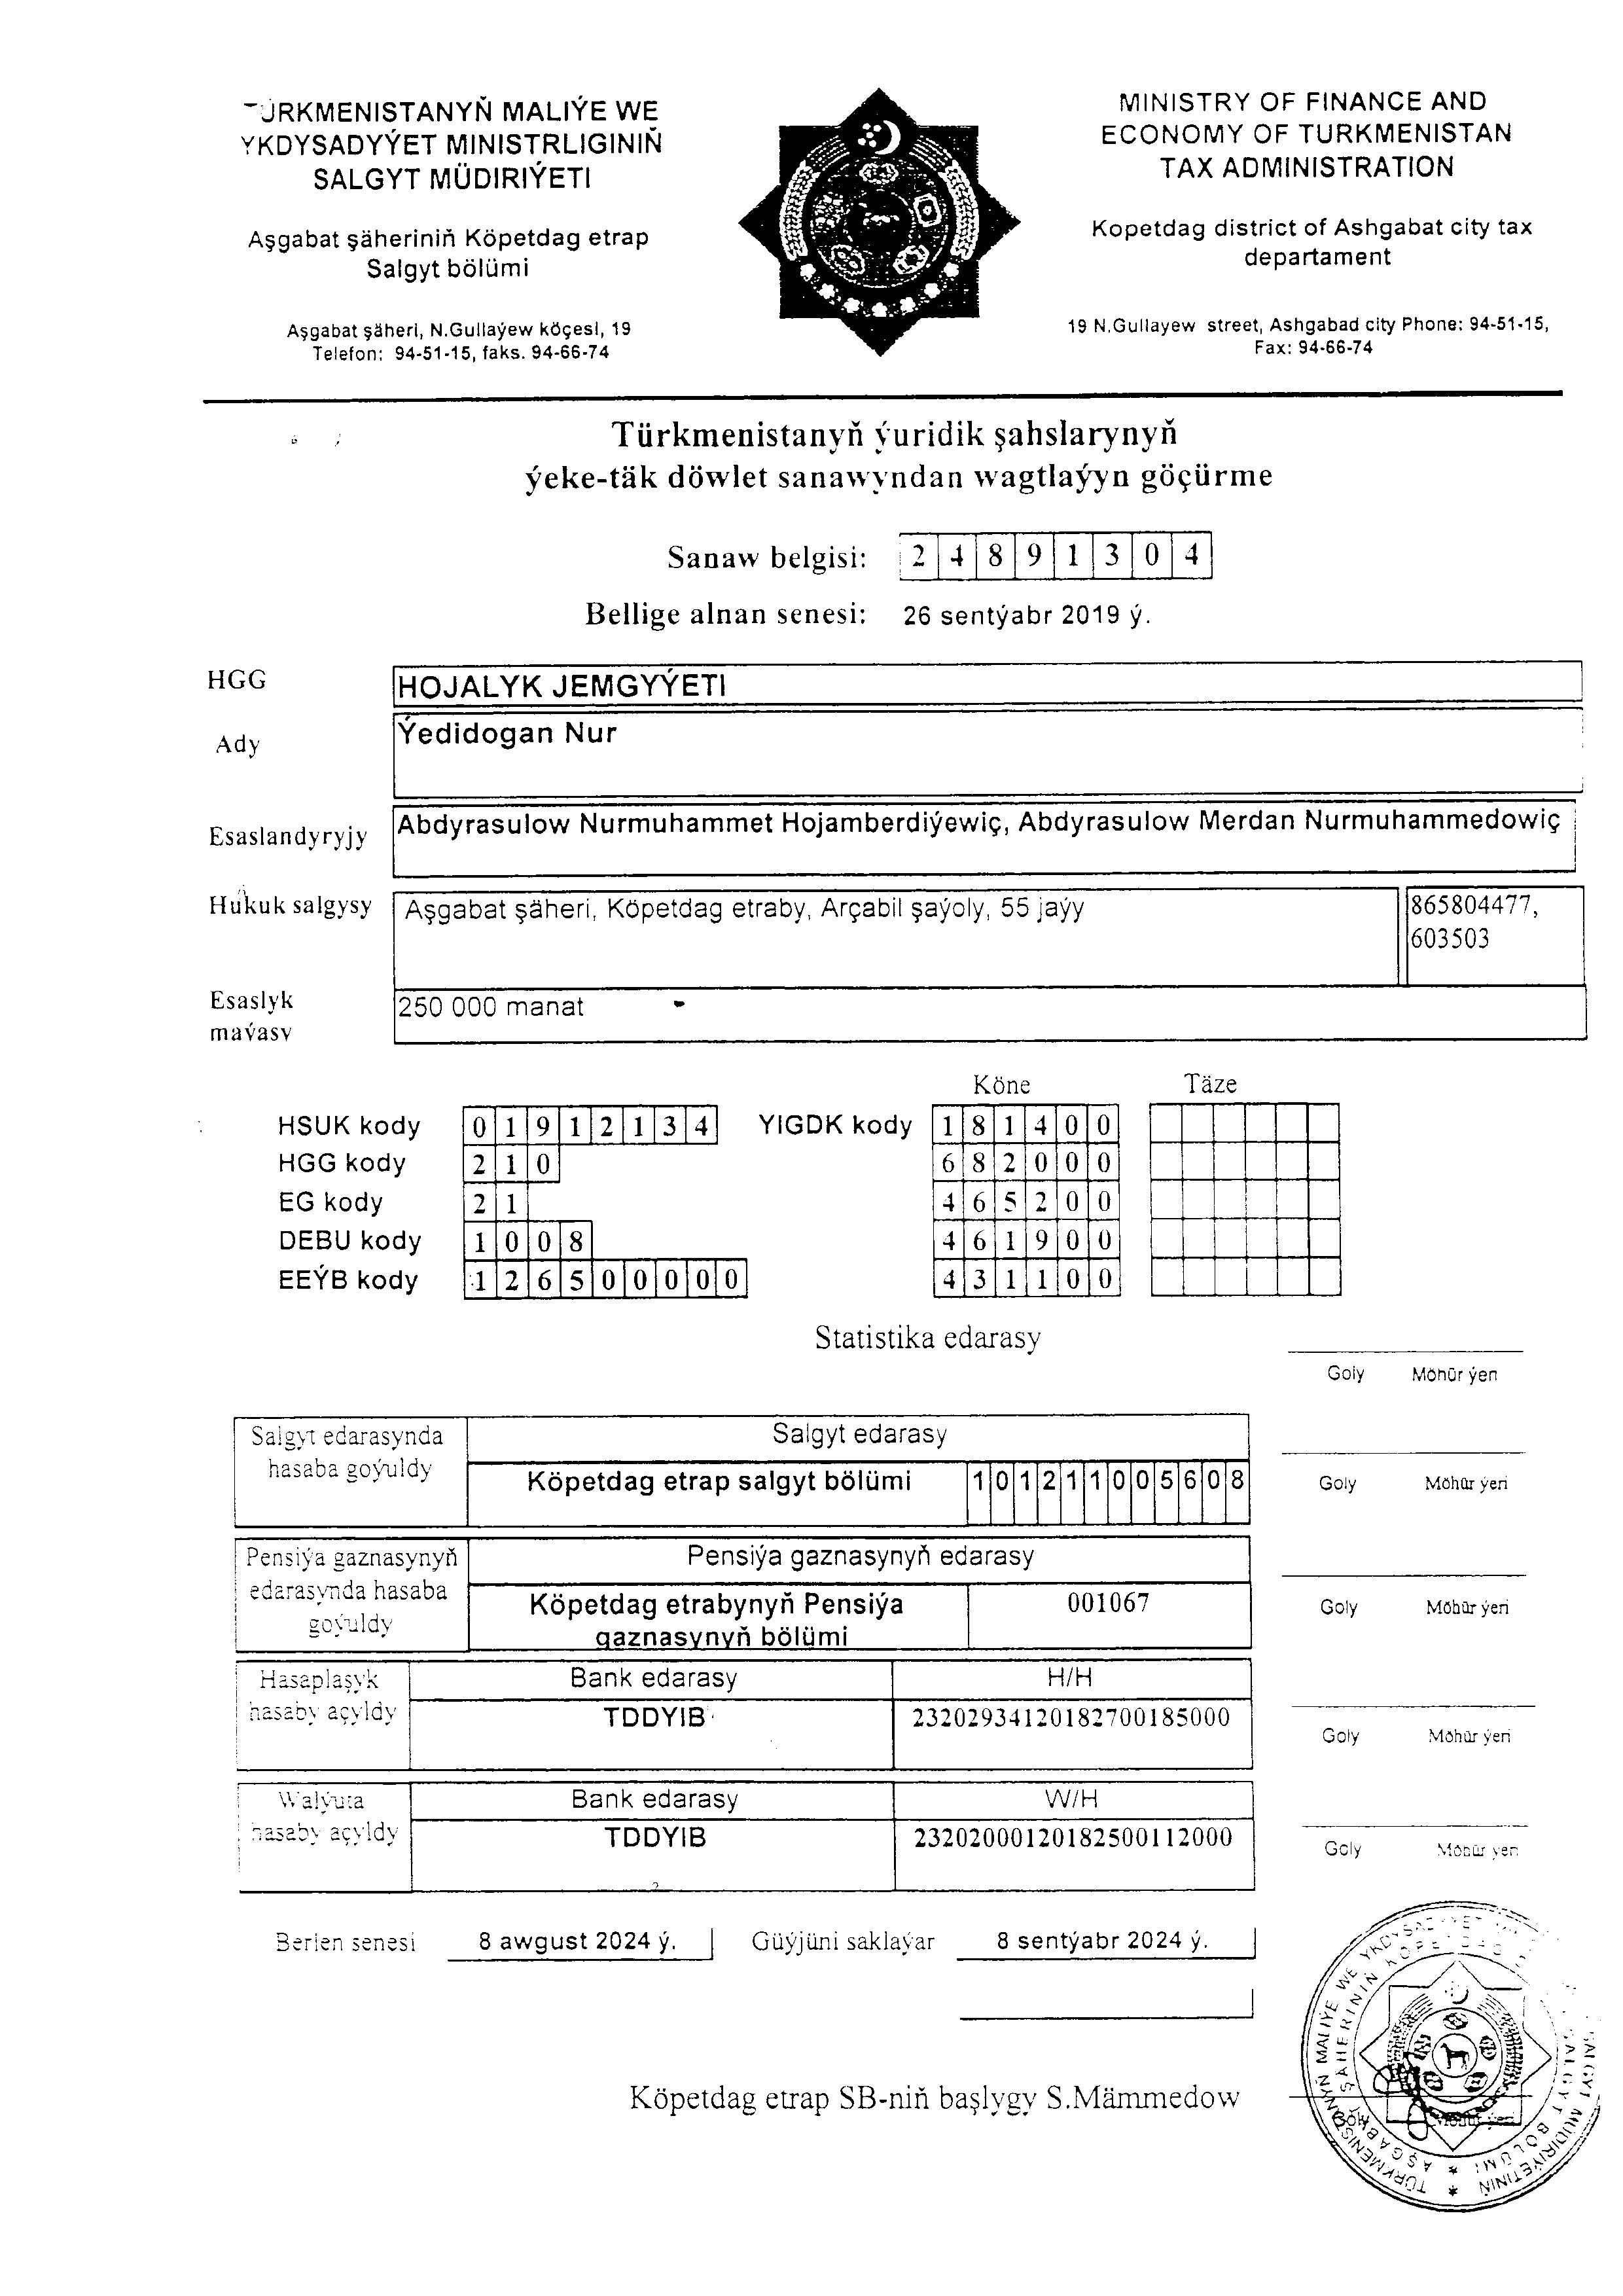 TÜRKMENISTANYŇ MALIÝE WE
YKDYSADYÝET MINISTRLIGINIŇ
SALGYT MÜDIRIÝETI
Aşgabat şäheriniň Köpetdag etrap
Salgyt bölümi
Aşgabat şäheri, N.Gullaýew köçesi, 19
Telefon: 94-51-15, faks. 94-66-74
MINISTRY OF FINANCE AND
ECONOMY OF TURKMENISTAN
TAX ADMINISTRATION
Kopetdag district of Ashgabat city tax
departament
19 N.Gullayew street, Ashgabad city Phone: 94-51-15,
Fax: 94-66-74
Türkmenistanyň ýuridik şahslarynyň
ýeke-täk döwlet sanawyndan wagtlaýyn göçürme
Sanaw belgisi: 2 4 8 9 1 3 0 4
Bellige alnan senesi: 26 sentýabr 2019 ý.
HGG HOJALYK JEMGYÝETI
Ady Ýedidogan Nur
Esaslandyryjy Abdyrasulow Nurmuhammet Hojamberdiýewiç, Abdyrasulow Merdan Nurmuhammedowiç
Hukuk salgysy Aşgabat şäheri, Köpetdag etraby, Arçabil şaýoly, 55 jaýy 865804477,
603503
Esaslyk
maýasy 250 000 manat
Köne Täze
HSUK kody 0 1 9 1 2 1 3 4 YIGDK kody 1 8 1 4 0 0
HGG kody 2 1 0 6 8 2 0 0 0
EG kody 2 1 4 6 5 2 0 0
DEBU kody 1 0 0 8 4 6 1 9 0 0
EEÝB kody 1 2 6 5 0 0 0 0 0 4 3 1 1 0 0
Statistika edarasy
Goly Möhür ýeri
Salgyt edarasynda
hasaba goýuldy
Salgyt edarasy
Köpetdag etrap salgyt bölümi 1 0 1 2 1 1 0 0 5 6 0 8
Goly Möhür ýeri
Pensiýa gaznasynyň
edarasynda hasaba
goýuldy
Pensiýa gaznasynyň edarasy
Köpetdag etrabynyň Pensiýa
gaznasynyň bölümi
001067
Goly Möhür ýeri
Hasaplaşyk
hasaby açyldy
Bank edarasy H/H
TDDYIB 23202934120182700185000
Goly Möhür ýeri
Walýuta
hasaby açyldy
Bank edarasy W/H
TDDYIB 23202000120182500112000
Goly Möhür ýeri
Berlen senesi 8 awgust 2024 ý. Güýjüni saklaýar 8 sentýabr 2024 ý.
Köpetdag etrap SB-niň başlygy S.Mämmedow
Goly Möhür ýeri
TÜRKMENISTANYŇ MALIÝE WE YKDYSADYÝET SALGYT MÜDIRIÝETINIŇ
AŞGABAT ŞÄHERINIŇ KÖPETDAG SALGYT BÖLÜMI